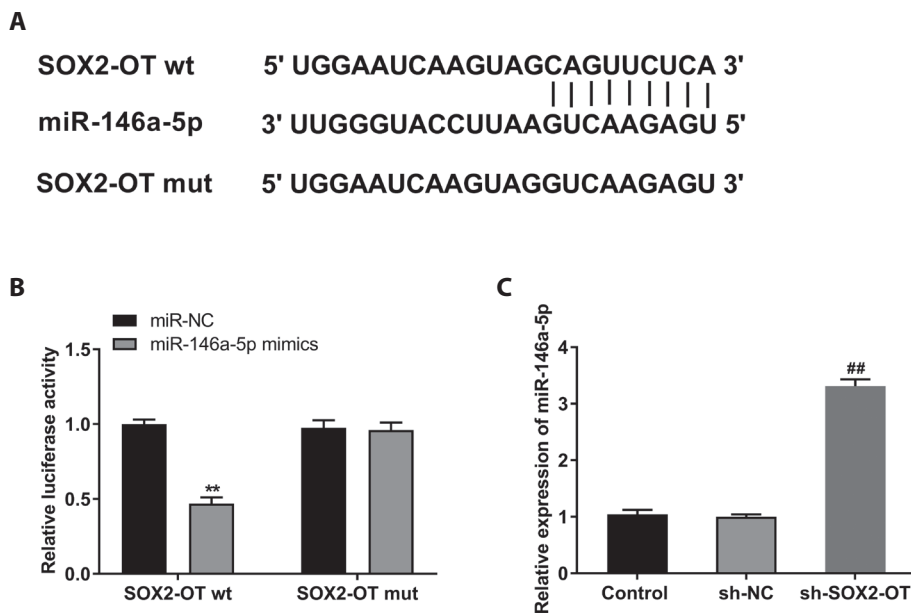 A
SOX2-OT wt 5' UGGAAUCAAGUAGCAGUUCUCA 3'
miR-146a-5p 3' UUGGGUACCUUAAGUCAAGAGU 5'
SOX2-OT mut 5' UGGAAUCAAGUAGGUCAAGAGU 3'
B
miR-NC
miR-146a-5p mimics
Relative luciferase activity
1.5
1.0
0.5
0.0
**
SOX2-OT wt SOX2-OT mut
C
Relative expression of miR-146a-5p
4
3
2
1
0
##
Control sh-NC sh-SOX2-OT